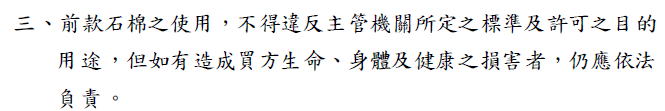 三、前款石棉之使用，不得違反主管機關所定之標準及許可之目的
用途，但如有造成買方生命、身體及健康之損害者，仍應依法
負責。